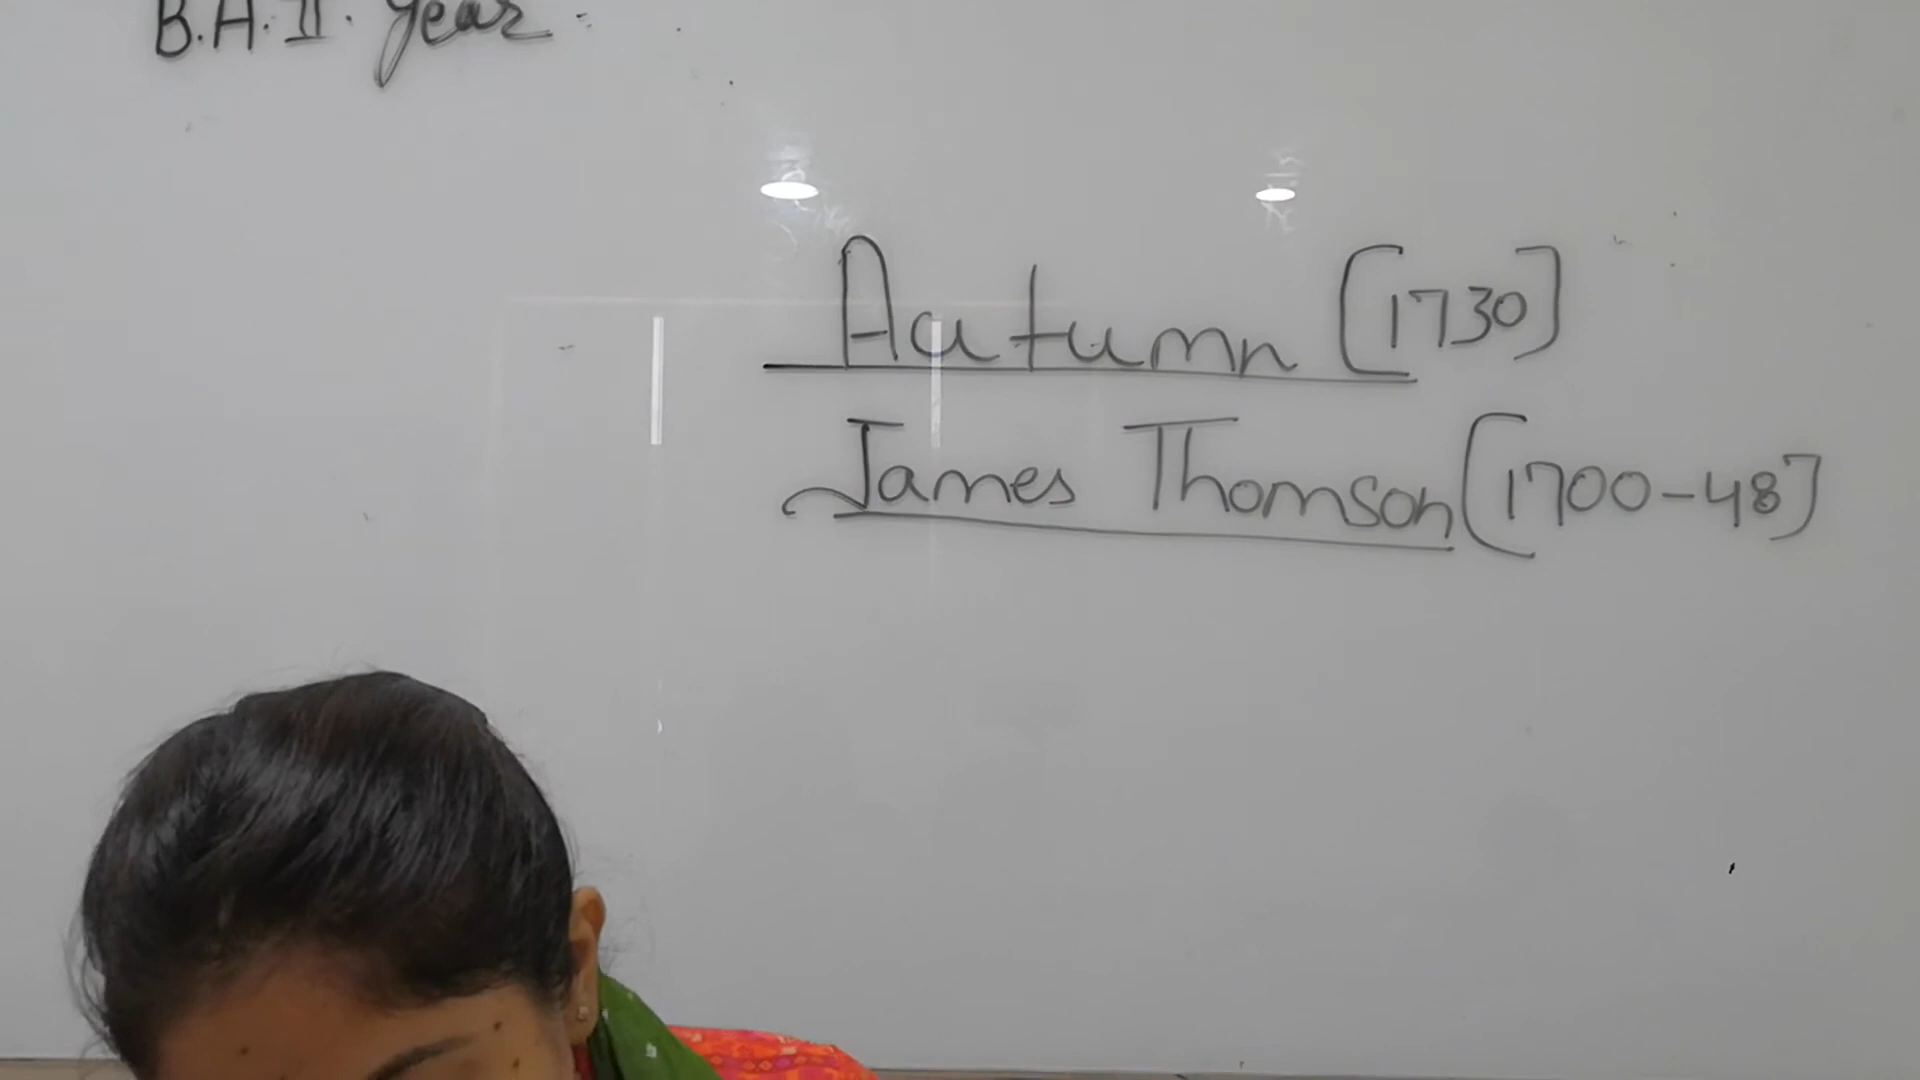 B.A. II. Year
Autumn [1730]
James Thomson [1700-48]